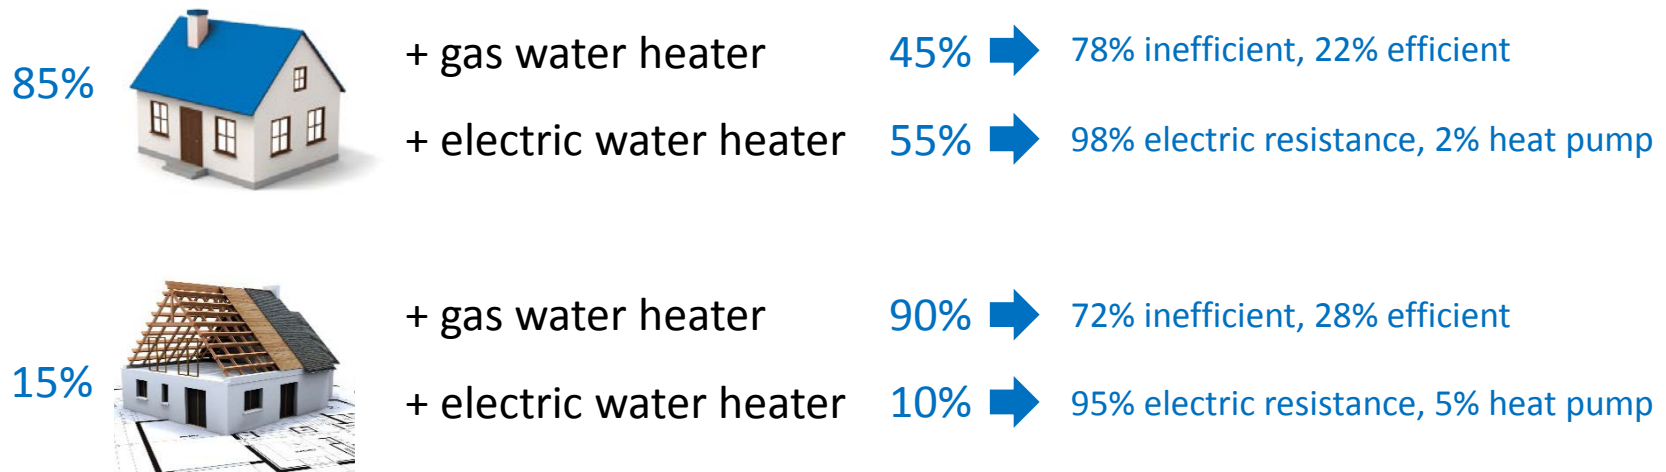 85%
+ gas water heater 45% 78% inefficient, 22% efficient
+ electric water heater 55% 98% electric resistance, 2% heat pump
15%
+ gas water heater 90% 72% inefficient, 28% efficient
+ electric water heater 10% 95% electric resistance, 5% heat pump